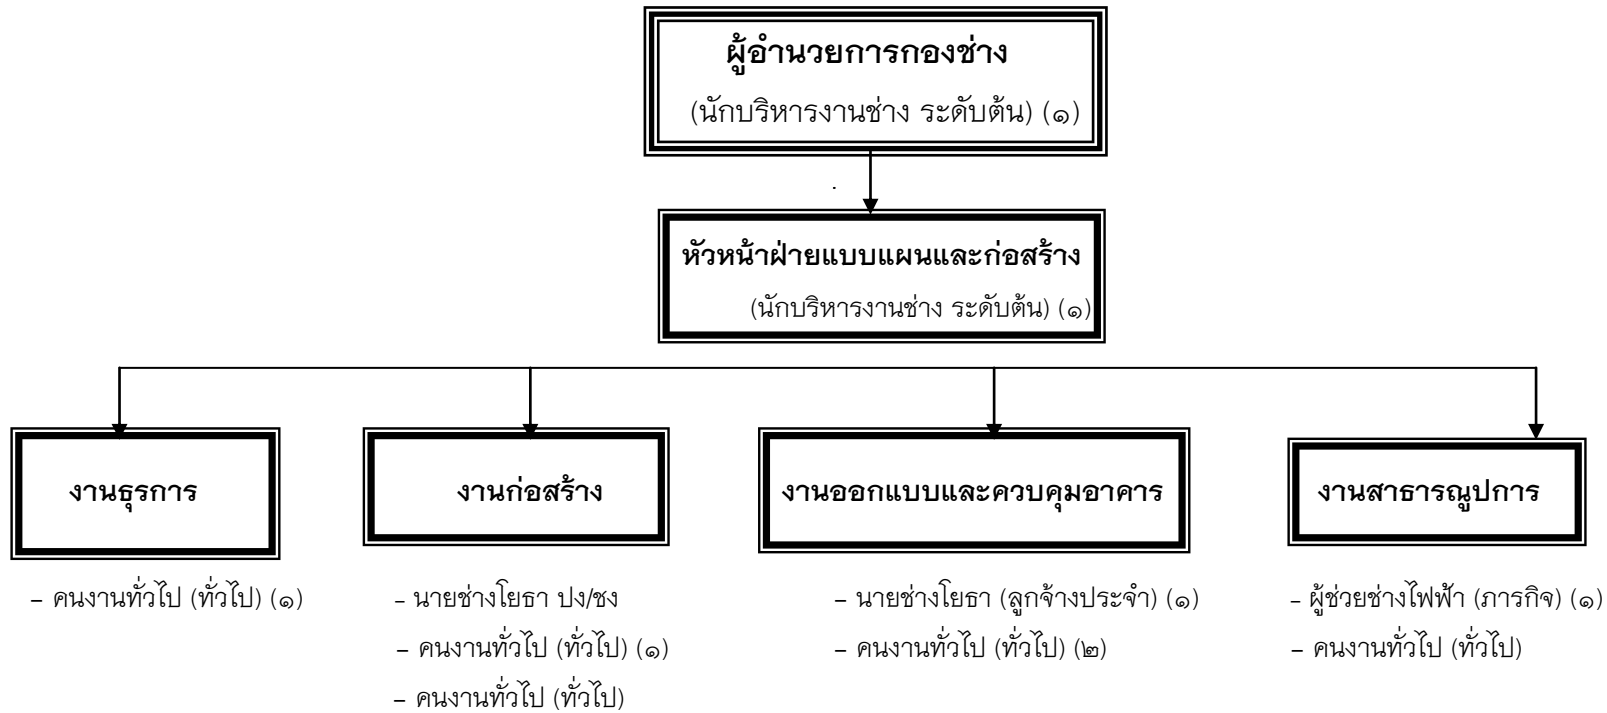 ผู้อำนวยการกองช่าง
(นักบริหารงานช่าง ระดับต้น) (๑)
หัวหน้าฝ่ายแบบแผนและก่อสร้าง
(นักบริหารงานช่าง ระดับต้น) (๑)
งานธุรการ
- คนงานทั่วไป (ทั่วไป) (๑)
งานก่อสร้าง
- นายช่างโยธา ปง/ชง
- คนงานทั่วไป (ทั่วไป) (๑)
- คนงานทั่วไป (ทั่วไป)
งานออกแบบและควบคุมอาคาร
- นายช่างโยธา (ลูกจ้างประจำ) (๑)
- คนงานทั่วไป (ทั่วไป) (๒)
งานสาธารณูปการ
- ผู้ช่วยช่างไฟฟ้า (ภารกิจ) (๑)
- คนงานทั่วไป (ทั่วไป)